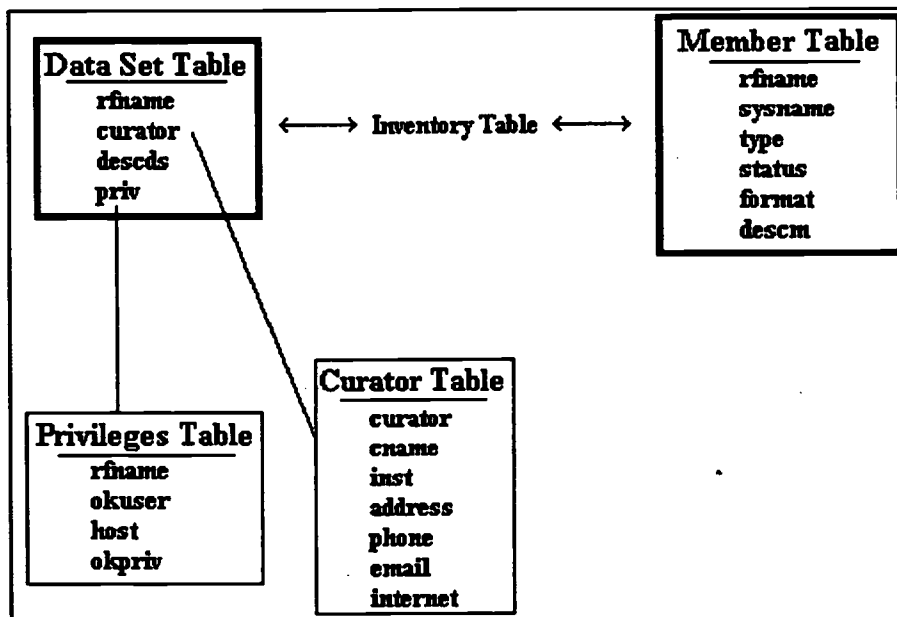 Data Set Table
rfname
curator
descds
priv
Inventory Table
Member Table
rfname
sysname
type
status
format
descm
Privileges Table
rfname
okuser
host
okpriv
Curator Table
curator
cname
inst
address
phone
email
internet